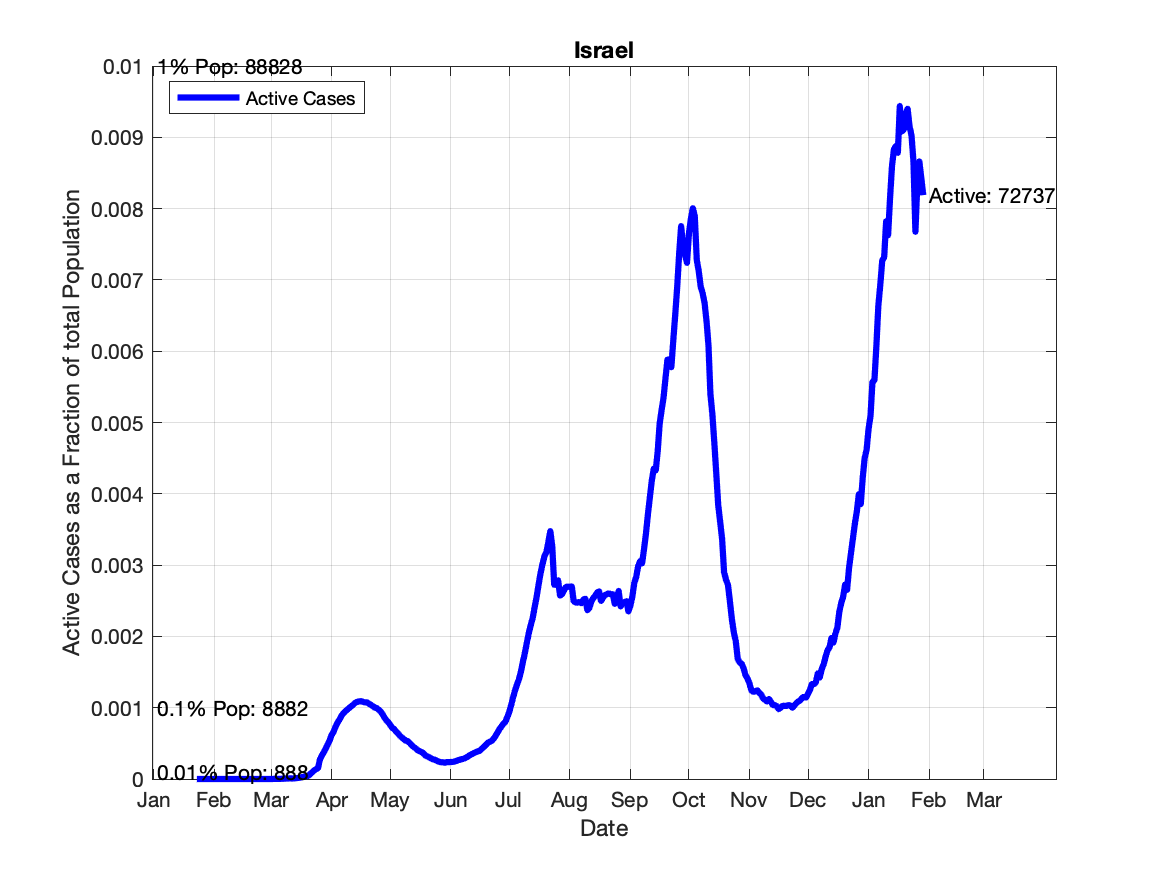 Israel
1% Pop: 88828
Active Cases
0.01
0.009
0.008
0.007
0.006
0.005
0.004
0.003
0.002
0.001
0
Active Cases as a Fraction of total Population
Active: 72737
0.1% Pop: 8882
0.01% Pop: 888
Jan Feb Mar Apr May Jun Jul Aug Sep Oct Nov Dec Jan Feb Mar
Date